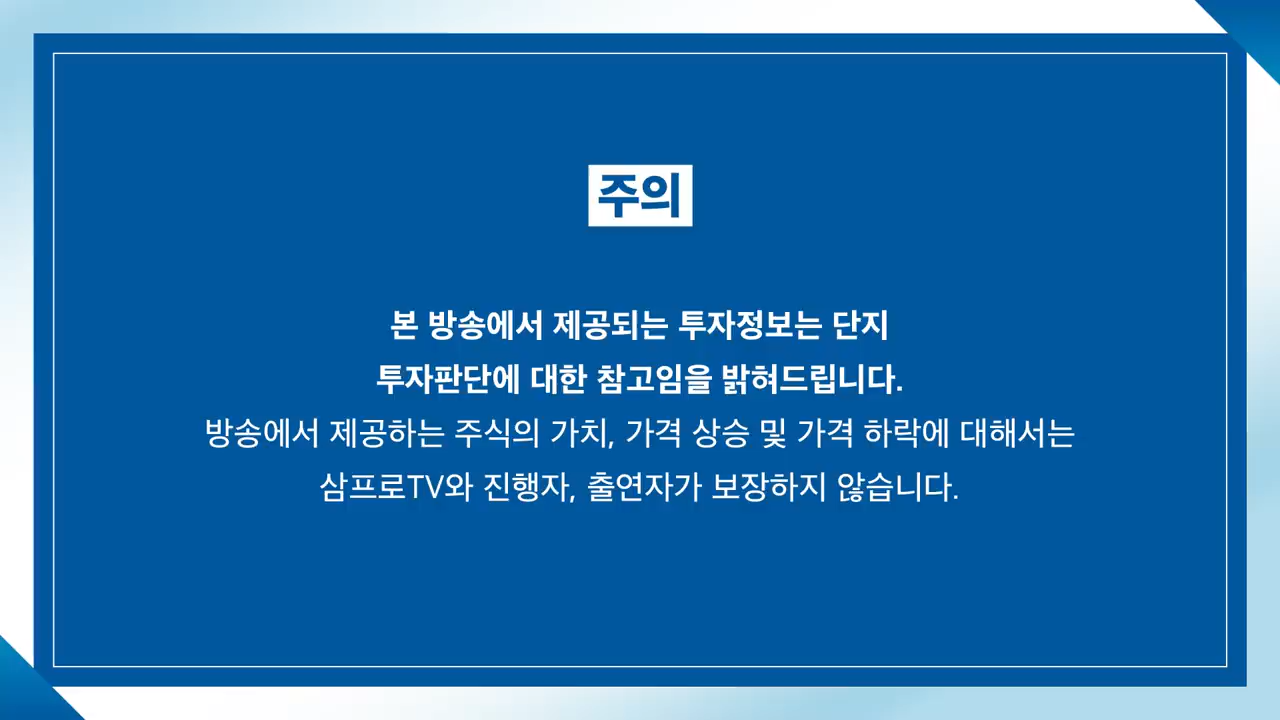 주의
본 방송에서 제공되는 투자정보는 단지
투자판단에 대한 참고임을 밝혀드립니다.
방송에서 제공하는 주식의 가치, 가격 상승 및 가격 하락에 대해서는
삼프로TV와 진행자, 출연자가 보장하지 않습니다.